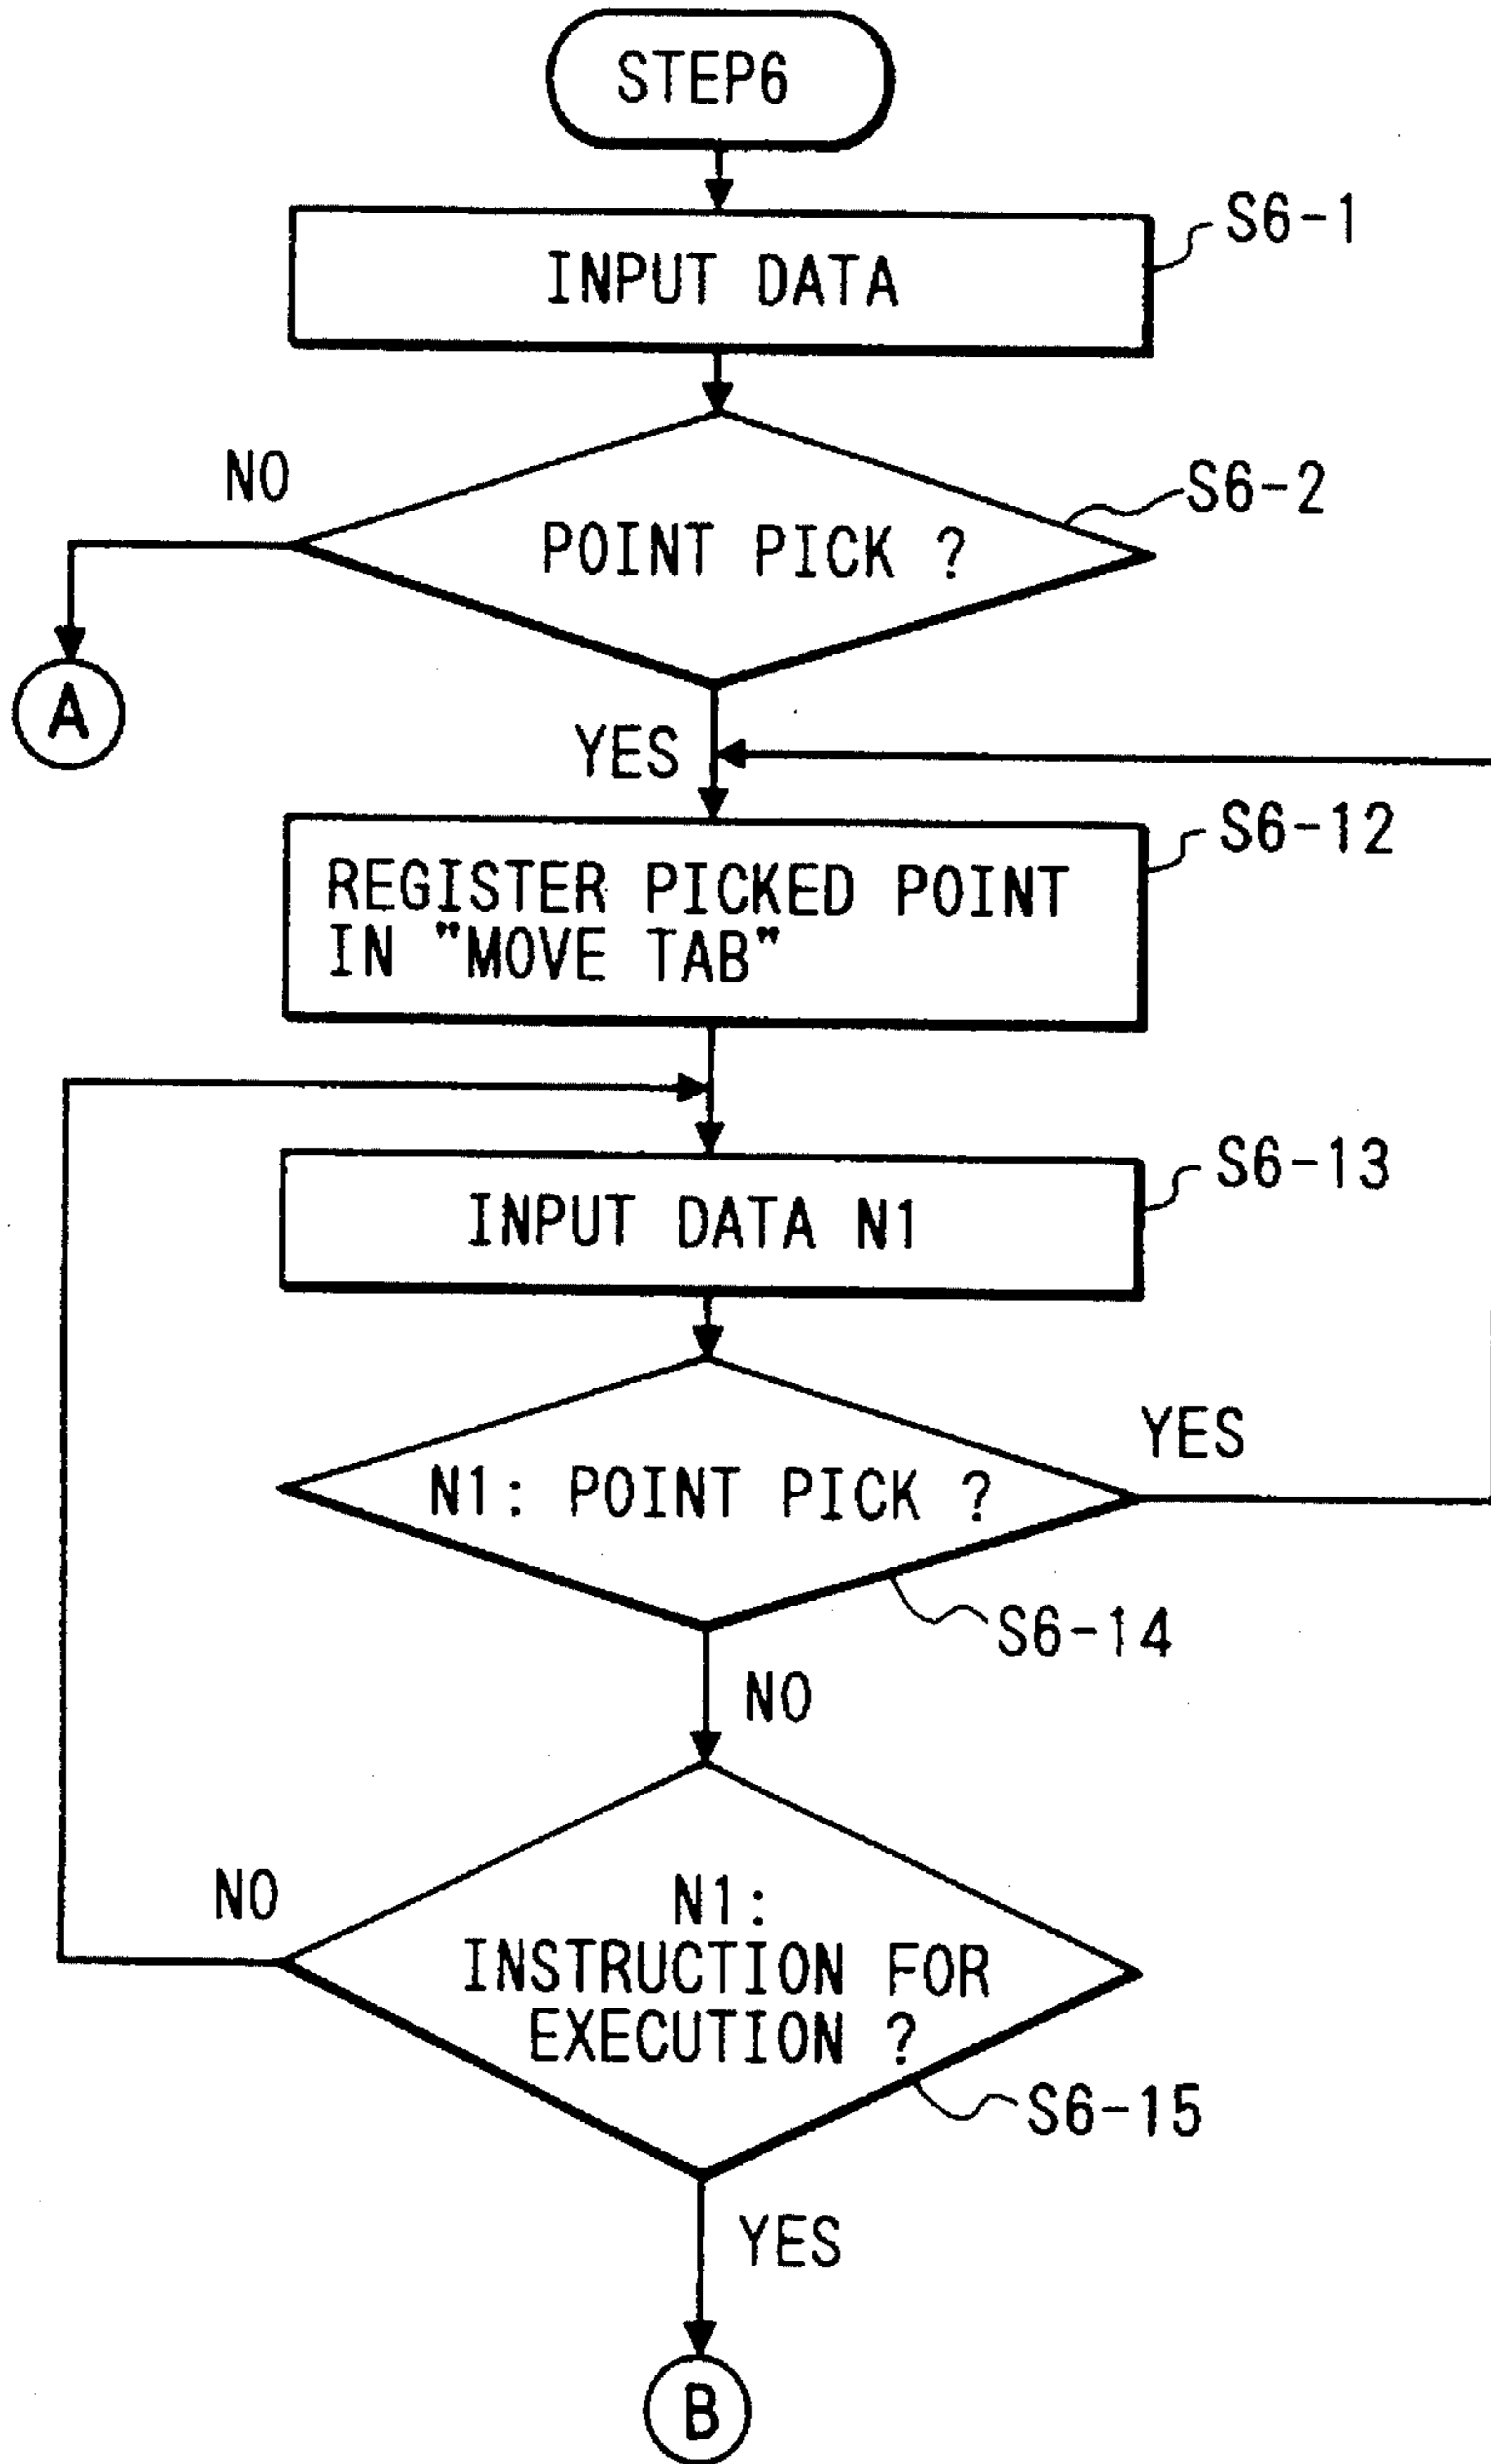 STEP6
S6-1
INPUT DATA
NO
S6-2
POINT PICK ?
A
YES
S6-12
REGISTER PICKED POINT
IN "MOVE TAB"
S6-13
INPUT DATA N1
YES
N1: POINT PICK ?
S6-14
NO
NO
N1:
INSTRUCTION FOR
EXECUTION ?
S6-15
YES
B